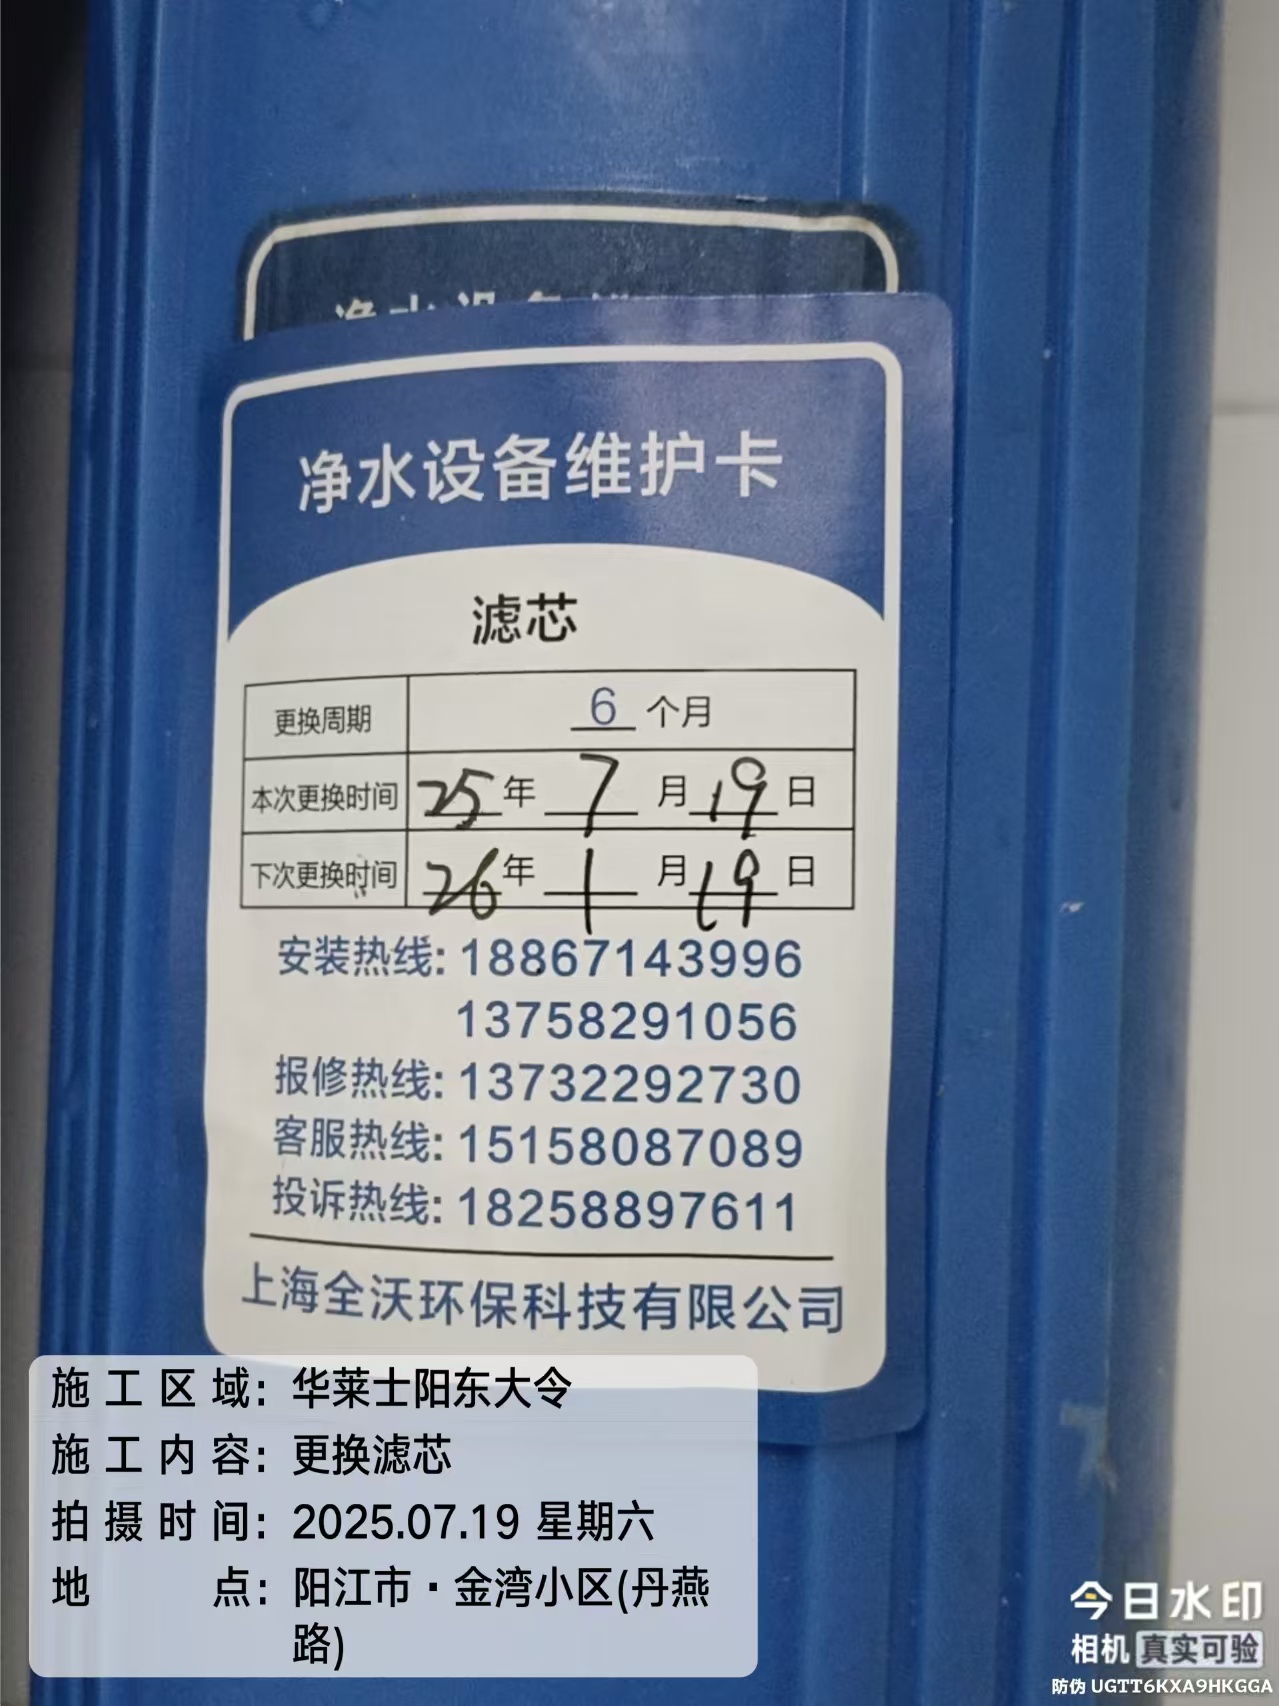 净水设备
净水设备维护卡
滤芯
更换周期 6 个月
本次更换时间 25 年 7 月 19 日
下次更换时间 26 年 1 月 19 日
安装热线: 18867143996
13758291056
报修热线: 13732292730
客服热线: 15158087089
投诉热线: 18258897611
上海全沃环保科技有限公司
施工区域: 华莱士阳东大令
施工内容: 更换滤芯
拍摄时间: 2025.07.19 星期六
地点: 阳江市·金湾小区(丹燕
路)
今日水印
相机 真实可验
防伪 UGTT6KXA9HKGGA